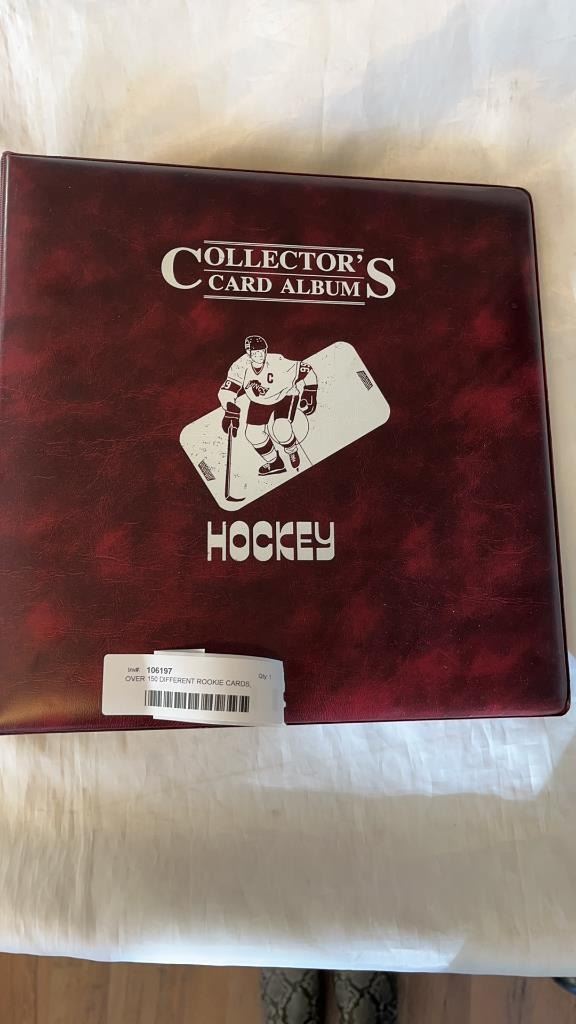 COLLECTOR'S
CARD ALBUM
C
HOCKEY
Inv#: 106197 Qty: 1
OVER 150 DIFFERENT ROOKIE CARDS,